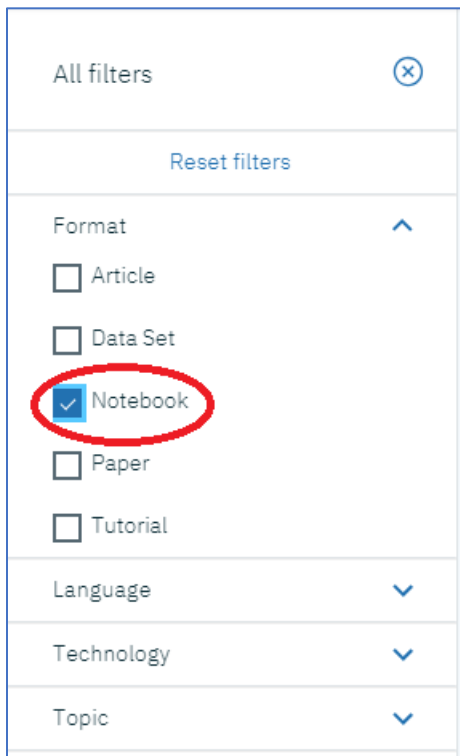 All filters
Reset filters
Format
Article
Data Set
Notebook
Paper
Tutorial
Language
Technology
Topic